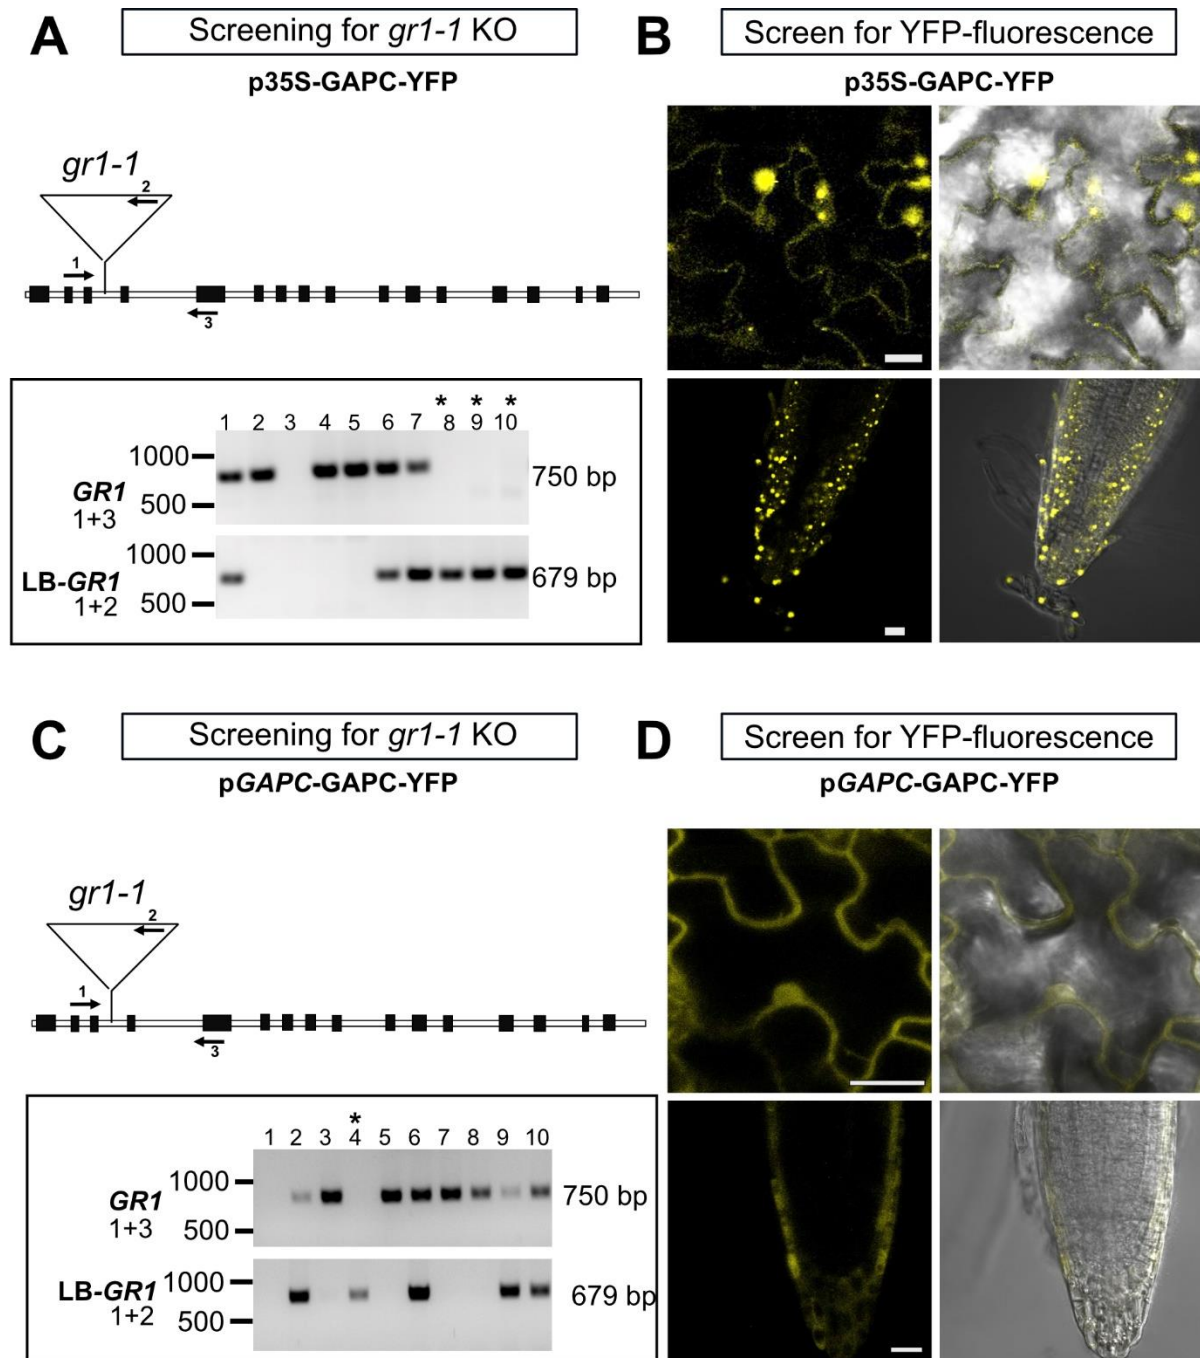 A
Screening for gr1-1 KO
p35S-GAPC-YFP
gr1-1
2
1
3
* * *
1 2 3 4 5 6 7 8 9 10
1000
GR1
1+3
500
750 bp
1000
LB-GR1
1+2
500
679 bp
B
Screen for YFP-fluorescence
p35S-GAPC-YFP
C
Screening for gr1-1 KO
pGAPC-GAPC-YFP
gr1-1
2
1
3
*
1 2 3 4 5 6 7 8 9 10
1000
GR1
1+3
500
750 bp
1000
LB-GR1
1+2
500
679 bp
D
Screen for YFP-fluorescence
pGAPC-GAPC-YFP